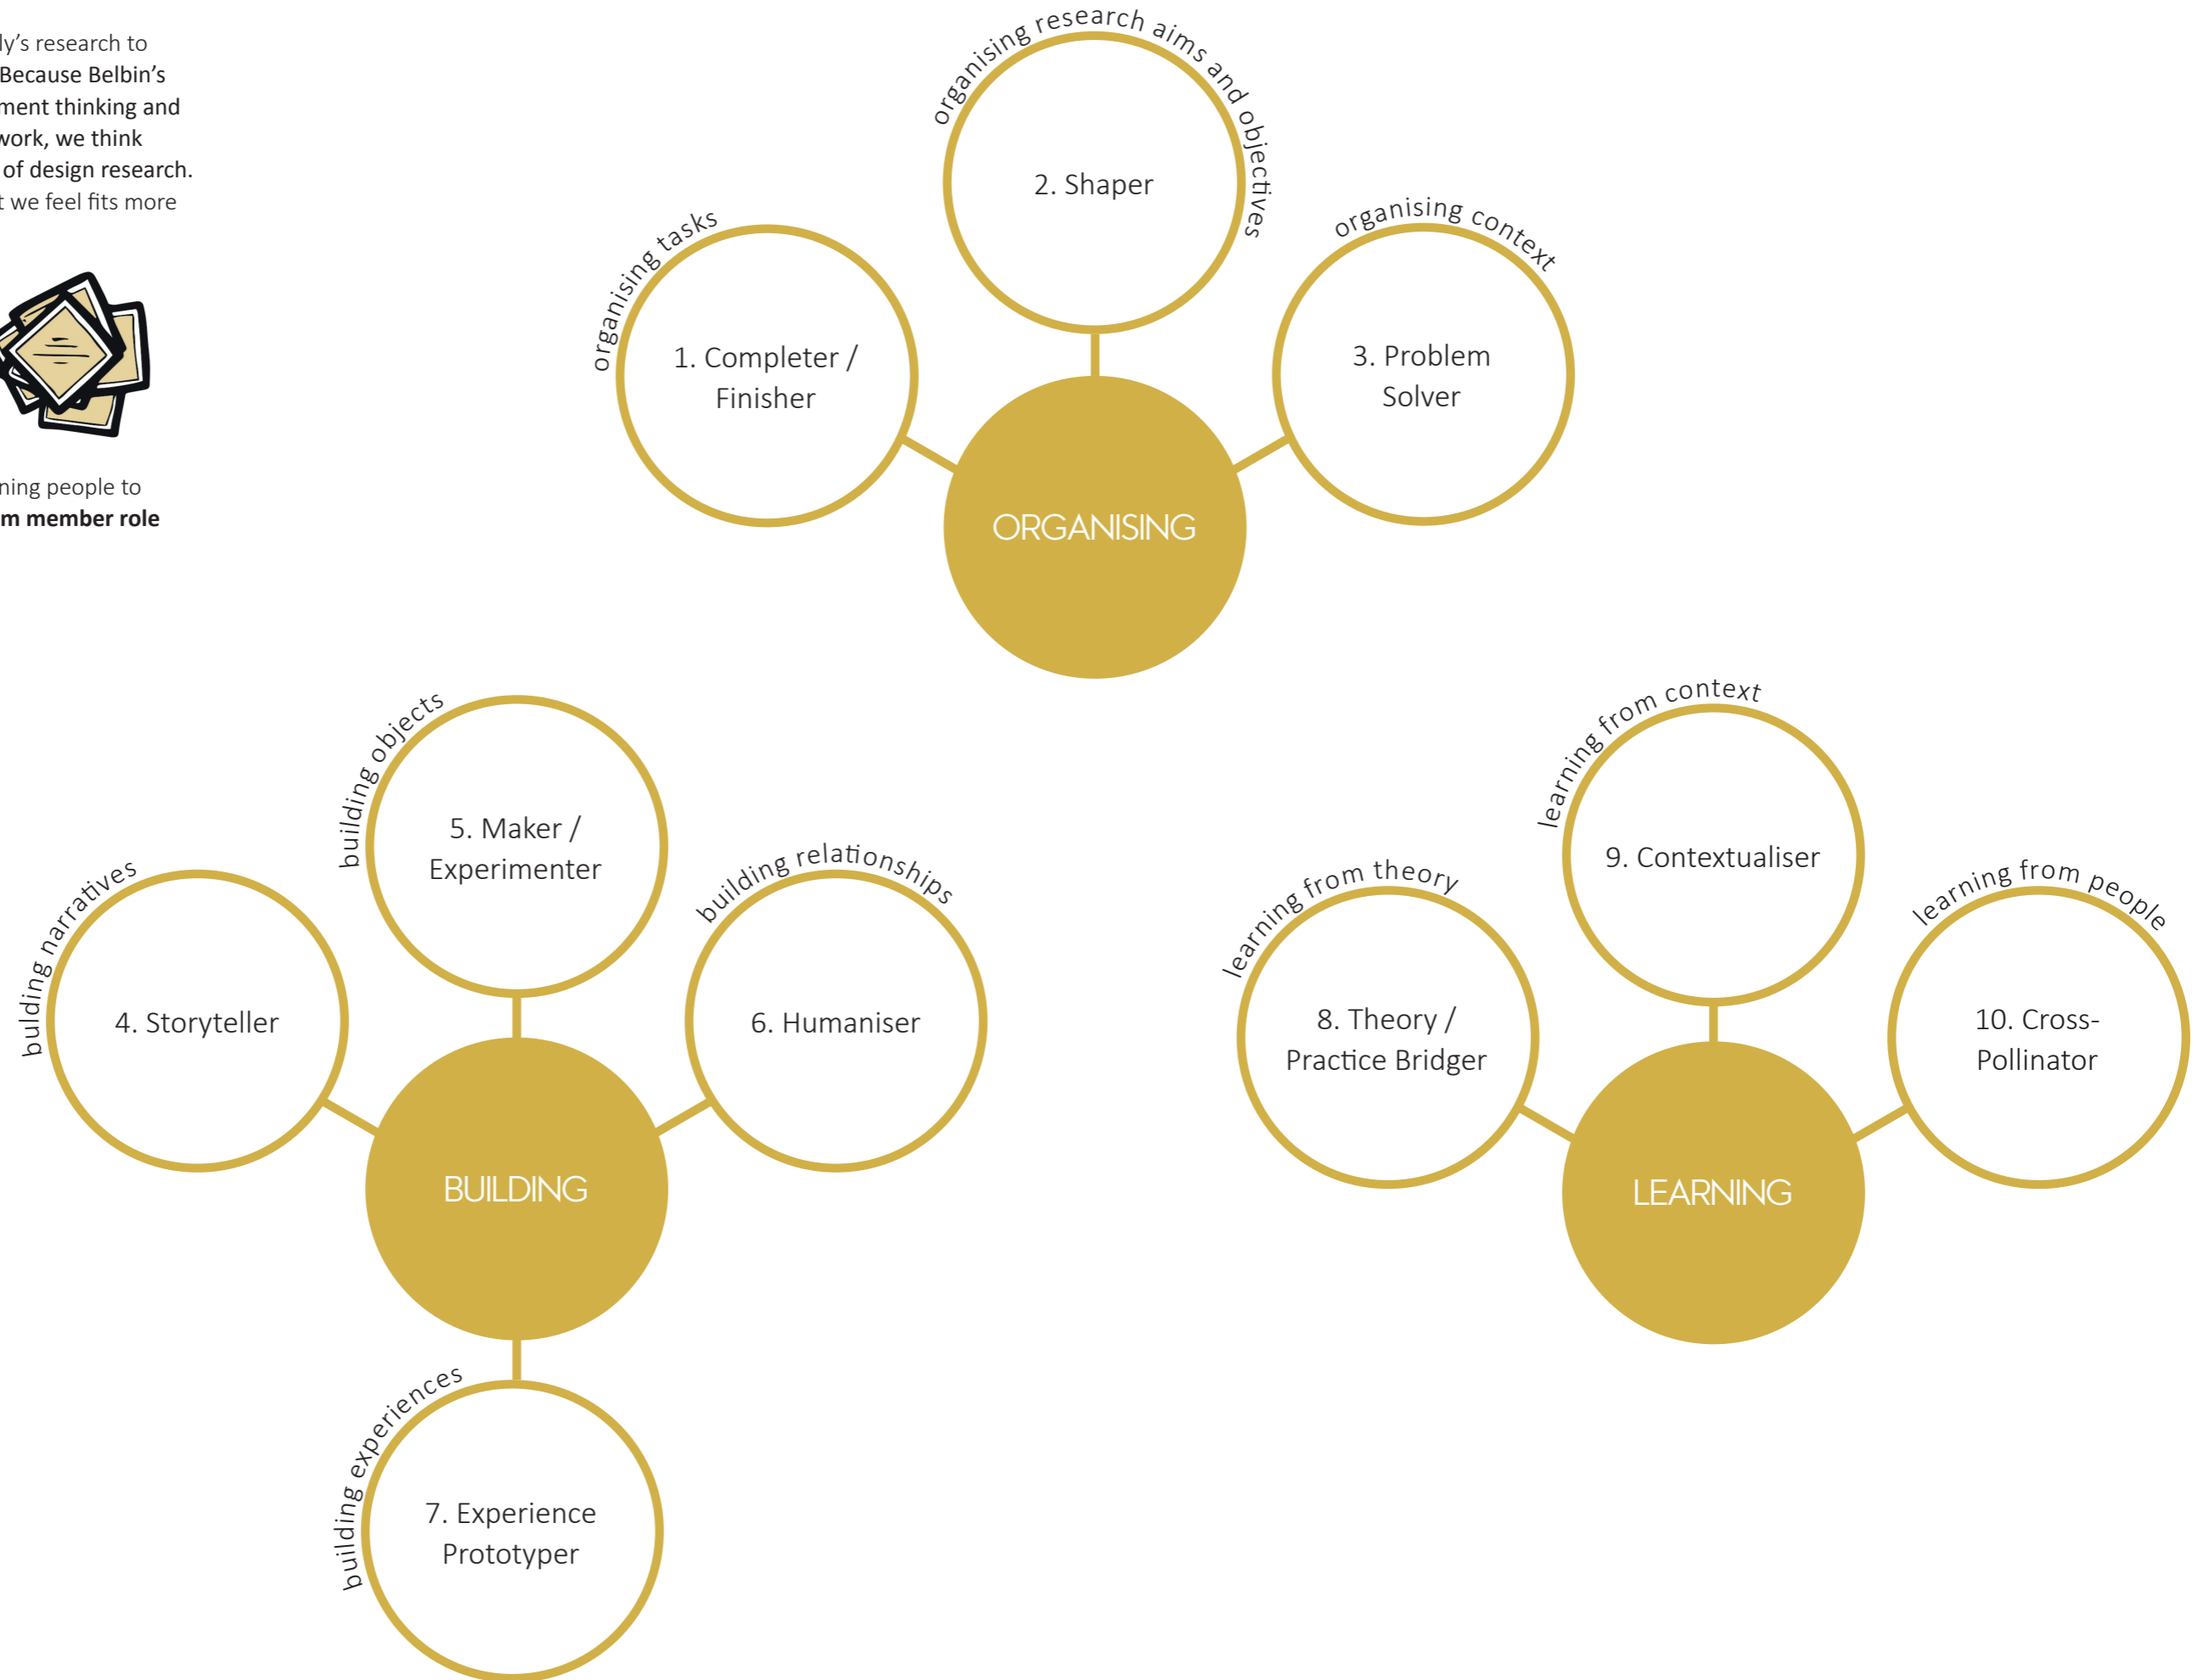 ly’s research to
Because Belbin’s
ment thinking and
work, we think
of design research.
t we feel fits more
ning people to
m member role
organising research aims and objectives
2. Shaper
organising tasks
1. Completer /
Finisher
organising context
3. Problem
Solver
ORGANISING
bulding narratives
4. Storyteller
building objects
5. Maker /
Experimenter
building relationships
6. Humaniser
BUILDING
building experiences
7. Experience
Prototyper
learning from theory
8. Theory /
Practice Bridger
learning from context
9. Contextualiser
learning from people
10. Cross-
Pollinator
LEARNING